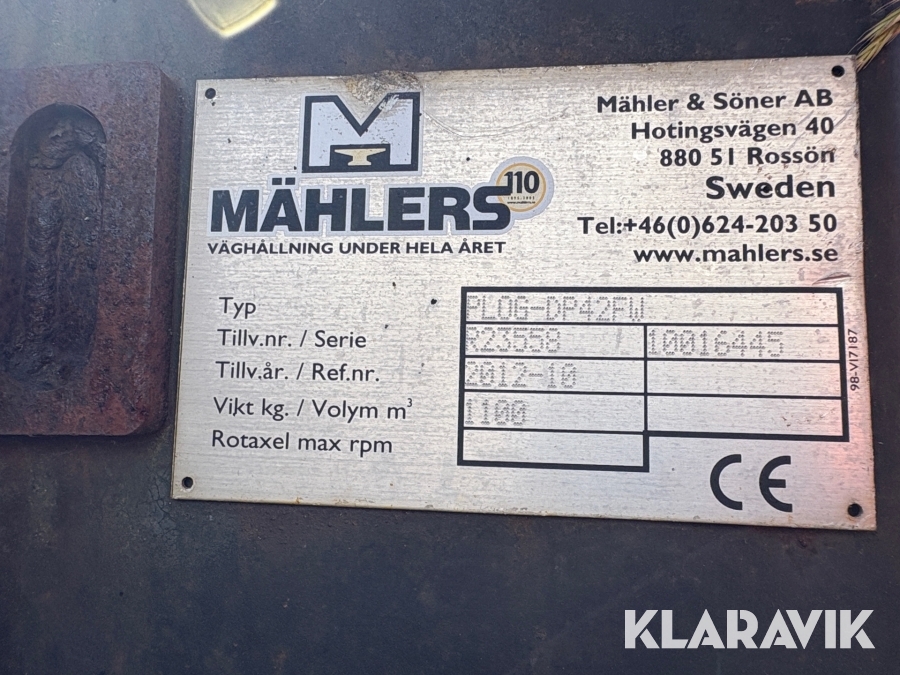 M
MÄHLERS
110
VÄGHÅLLNING UNDER HELA ÅRET
Mähler & Söner AB
Hotingsvägen 40
880 51 Rossön
Sweden
Tel:+46(0)624-203 50
www.mahlers.se
Typ PLOG-DP42FW
Tillv.nr. / Serie R23558 10016445
Tillv.år. / Ref.nr. 2012-10
Vikt kg. / Volym m³ 1100
Rotaxel max rpm
98-V17187
CE
KLARAVIK